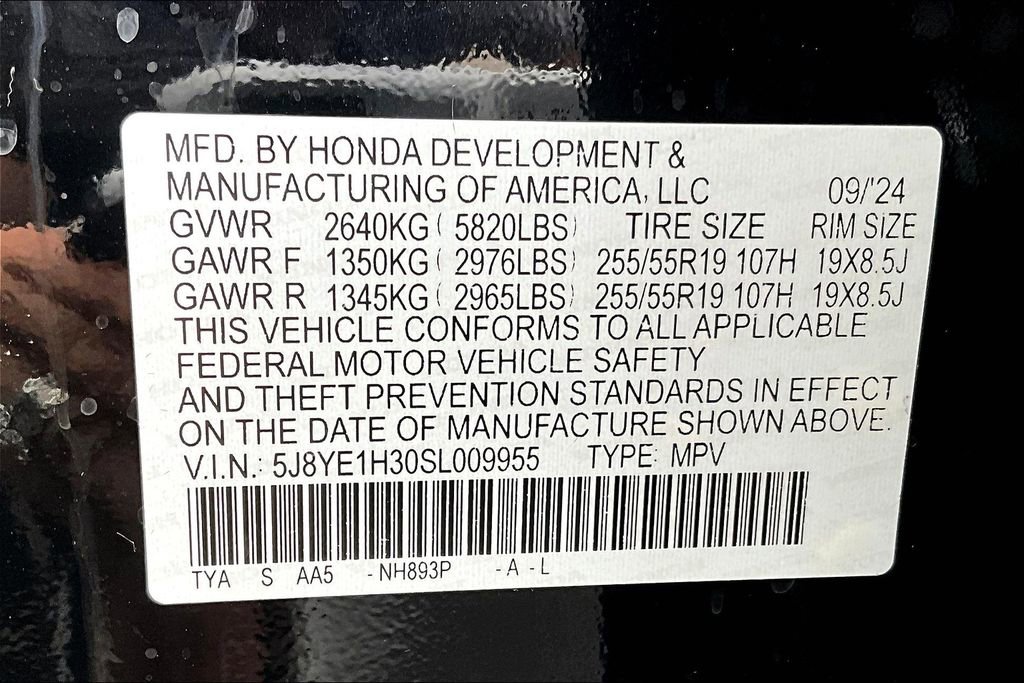 MFD. BY HONDA DEVELOPMENT &
MANUFACTURING OF AMERICA, LLC 09/'24
GVWR 2640KG ( 5820LBS) TIRE SIZE RIM SIZE
GAWR F 1350KG ( 2976LBS) 255/55R19 107H 19X8.5J
GAWR R 1345KG ( 2965LBS) 255/55R19 107H 19X8.5J
THIS VEHICLE CONFORMS TO ALL APPLICABLE
FEDERAL MOTOR VEHICLE SAFETY
AND THEFT PREVENTION STANDARDS IN EFFECT
ON THE DATE OF MANUFACTURE SHOWN ABOVE.
V.I.N.: 5J8YE1H30SL009955 TYPE: MPV
TYA S AA5 -NH893P -A -L